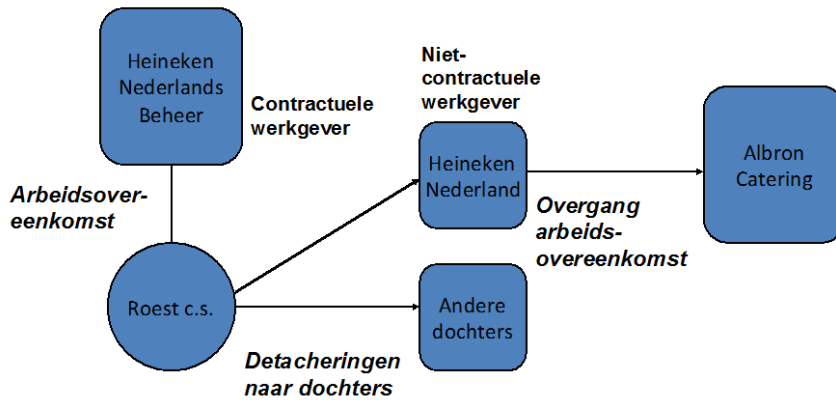 Heineken
Nederlands
Beheer
Contractuele
werkgever
Niet-
contractuele
werkgever
Heineken
Nederland
Albron
Catering
Arbeidsover-
eenkomst
Overgang
arbeids-
overeenkomst
Roest c.s.
Andere
dochters
Detacheringen
naar dochters